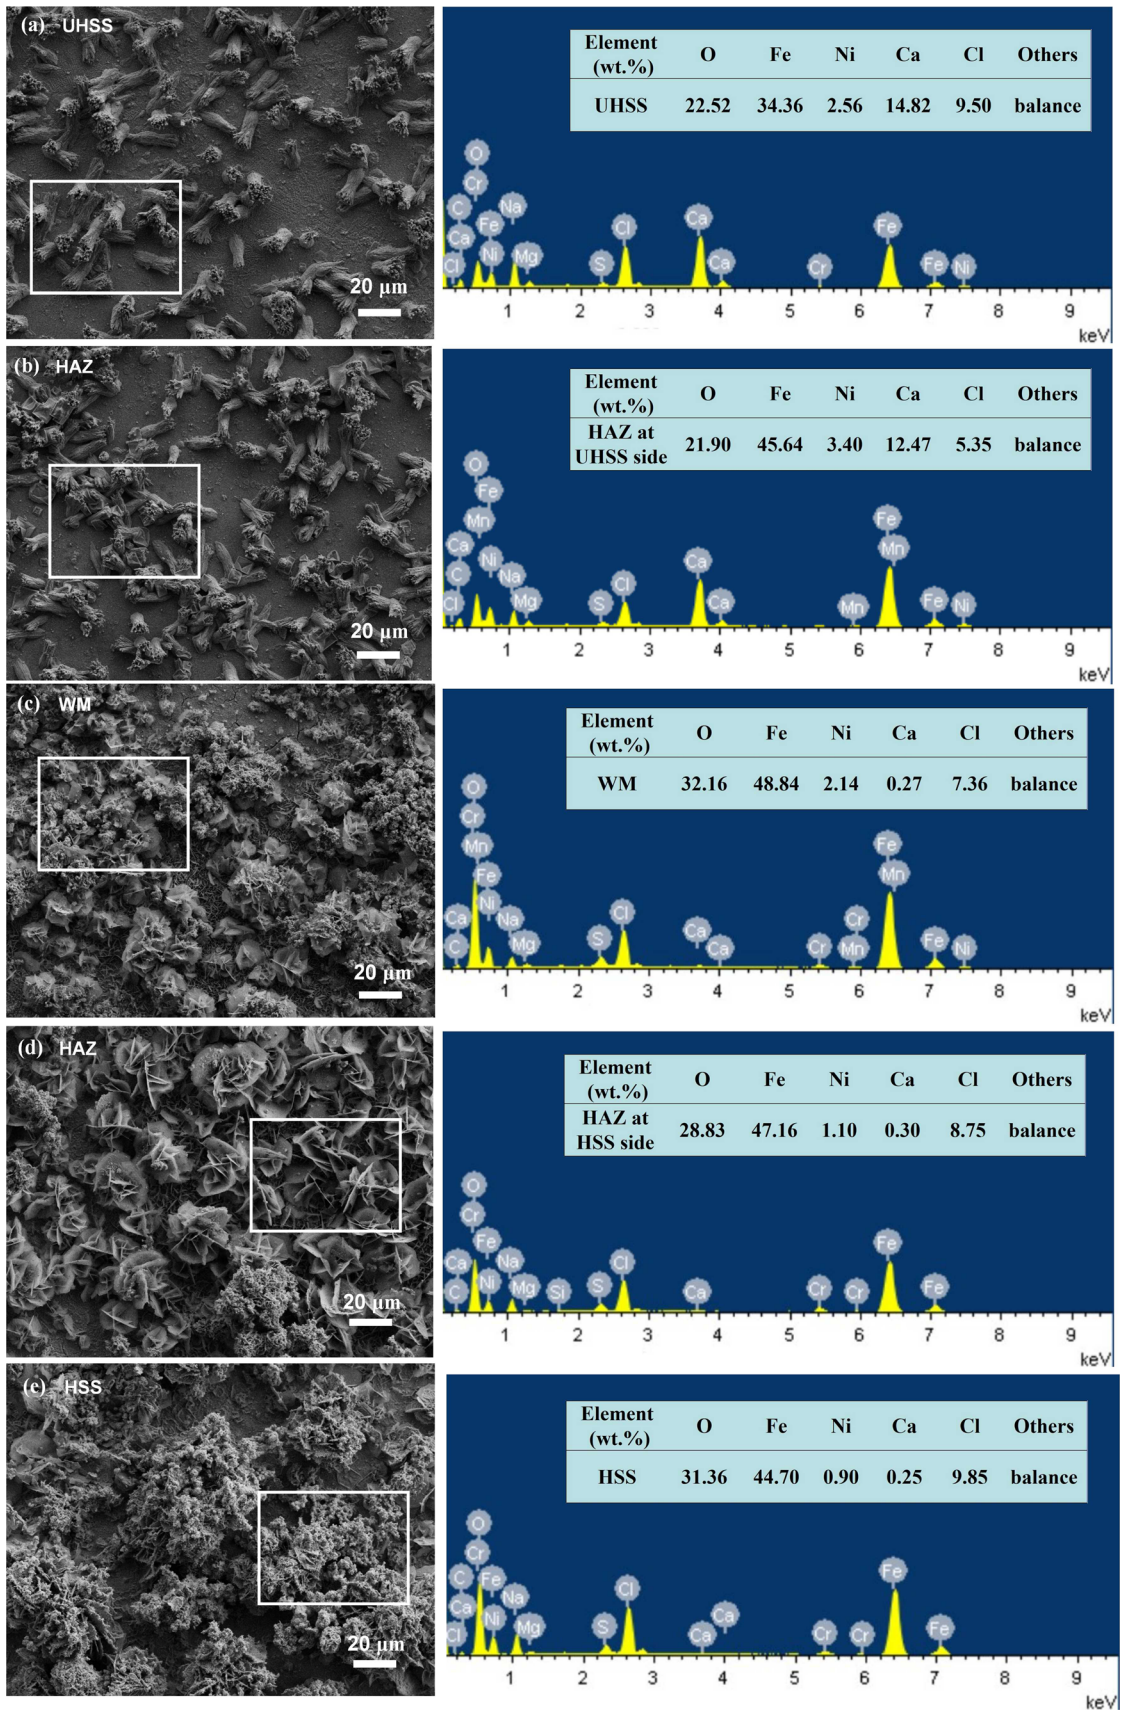 (a) UHSS
20 µm
Element (wt.%) O Fe Ni Ca Cl Others
UHSS 22.52 34.36 2.56 14.82 9.50 balance
O
Cr
C Na
Ca Fe Cl Ca Fe
Cl Ni Mg S Ca Cr Fe Ni
1 2 3 4 5 6 7 8 9
keV
(b) HAZ
20 µm
Element (wt.%) O Fe Ni Ca Cl Others
HAZ at UHSS side 21.90 45.64 3.40 12.47 5.35 balance
O
Fe
Mn Fe
Ca Ni Mn
C Na Cl Ca
Cl Mg S Ca Mn Fe Ni
1 2 3 4 5 6 7 8 9
keV
(c) WM
20 µm
Element (wt.%) O Fe Ni Ca Cl Others
WM 32.16 48.84 2.14 0.27 7.36 balance
O
Cr
Mn Fe
Fe Mn
Ca Ni Na Cl Ca Cr
C Mg S Ca Cr Mn Fe Ni
1 2 3 4 5 6 7 8 9
keV
(d) HAZ
20 µm
Element (wt.%) O Fe Ni Ca Cl Others
HAZ at HSS side 28.83 47.16 1.10 0.30 8.75 balance
O
Cr
Fe Fe
Ca Na Cl
C Ni Mg Si S Ca Cr Cr Fe
1 2 3 4 5 6 7 8 9
keV
(e) HSS
20 µm
Element (wt.%) O Fe Ni Ca Cl Others
HSS 31.36 44.70 0.90 0.25 9.85 balance
O
Cr
C Fe Na Cl Fe
Ca Ni Ca
Cl Mg S Ca Cr Cr Fe
1 2 3 4 5 6 7 8 9
keV